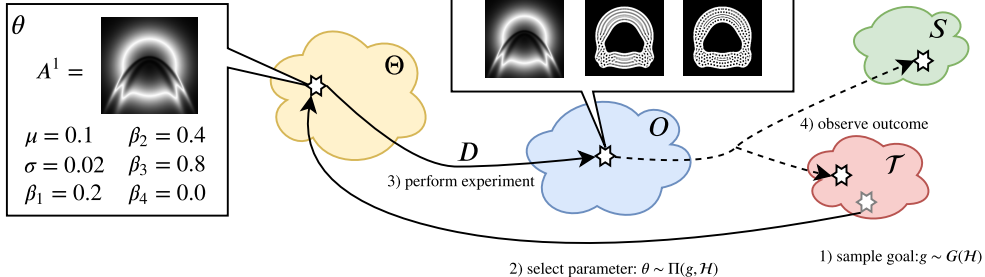 θ
A¹ =
μ = 0.1 β₂ = 0.4
σ = 0.02 β₃ = 0.8
β₁ = 0.2 β₄ = 0.0
Θ
D
3) perform experiment
O
S
4) observe outcome
𝒯
1) sample goal:g ~ G(ℋ)
2) select parameter: θ ~ Π(g, ℋ)